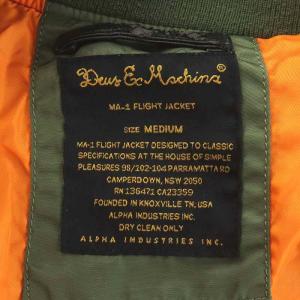 Deus Ex Machina®
MA-1 FLIGHT JACKET
SIZE MEDIUM
MA-1 FLIGHT JACKET DESIGNED TO CLASSIC
SPECIFICATIONS AT THE HOUSE OF SIMPLE
PLEASURES 98/102-104 PARRAMATTA RD
CAMPERDOWN, NSW 2050
RN 136471 CA23359
FOUNDED IN KNOXVILLE TN, USA
ALPHA INDUSTRIES INC.
DRY CLEAN ONLY
ALPHA INDUSTRIES INC.